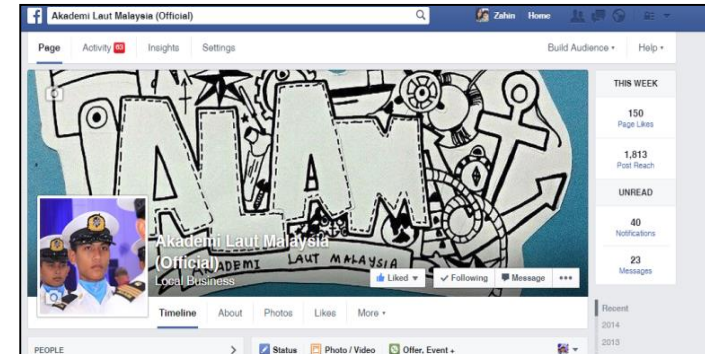 Akademi Laut Malaysia (Official)
Zahin Home
Page Activity 63 Insights Settings Build Audience Help
THIS WEEK
150
Page Likes
1,813
Post Reach
UNREAD
40
Notifications
23
Messages
ALAM
AKADEMI LAUT MALAYSIA
Akademi Laut Malaysia
(Official)
Local Business
Liked Following Message
Timeline About Photos Likes More
Recent
2014
2013
PEOPLE
Status Photo / Video Offer, Event +